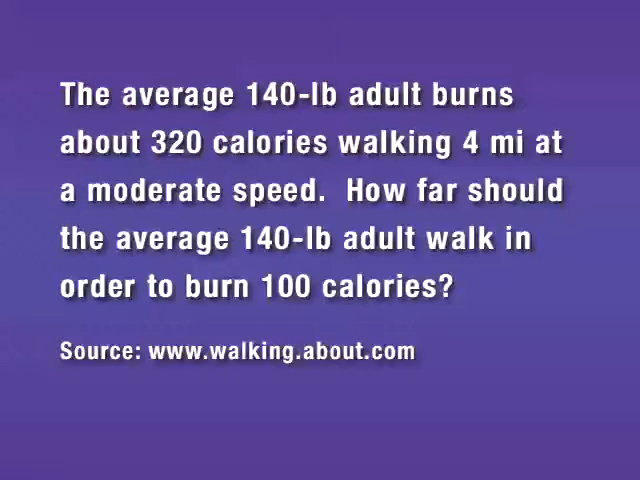 The average 140-lb adult burns
about 320 calories walking 4 mi at
a moderate speed.  How far should
the average 140-lb adult walk in
order to burn 100 calories?
Source: www.walking.about.com